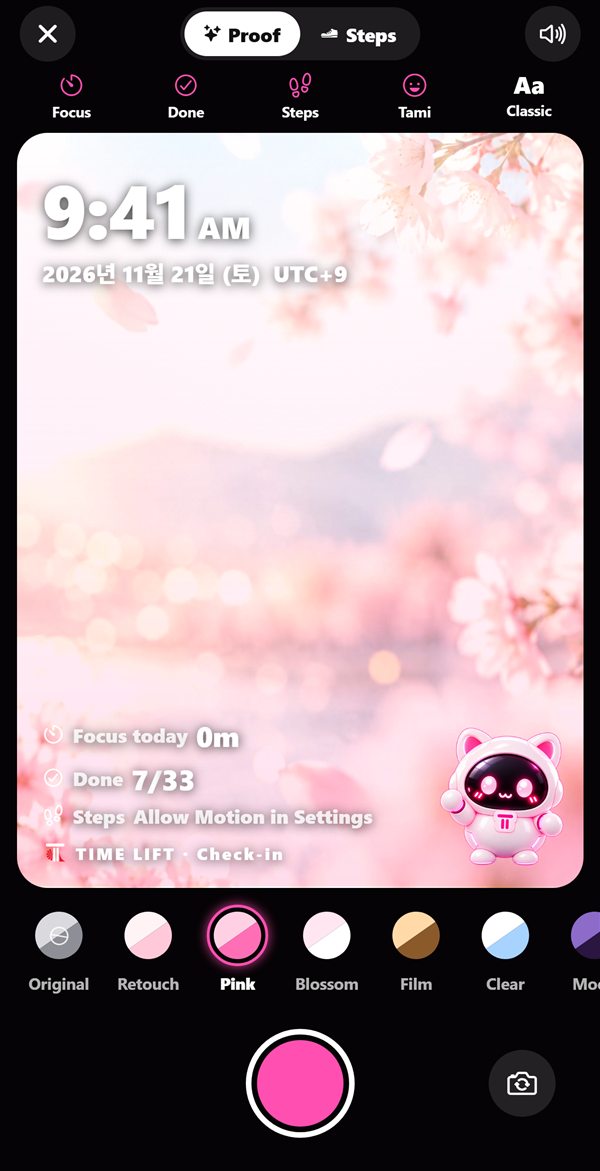 Proof
Steps
Focus
Done
Steps
Tami
Aa
Classic
9:41 AM
2026년 11월 21일 (토) UTC+9
Focus today 0m
Done 7/33
Steps Allow Motion in Settings
TIME LIFT · Check-in
Original
Retouch
Pink
Blossom
Film
Clear